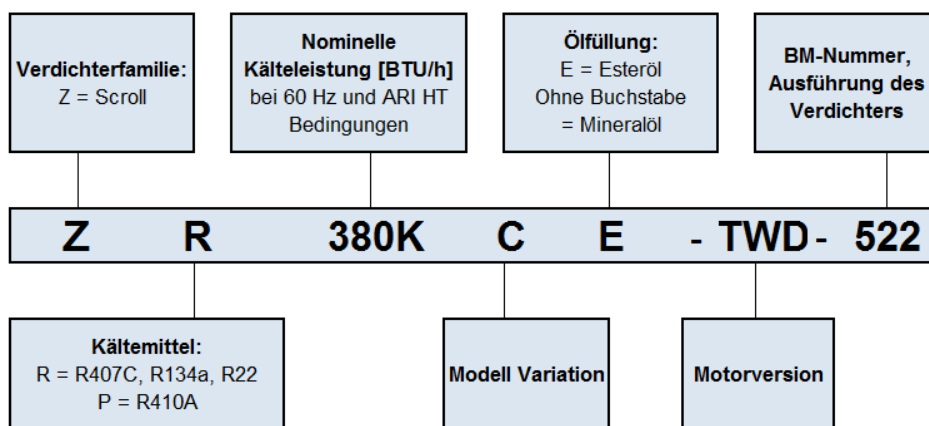 Verdichterfamilie:
Z = Scroll
Nominelle
Kälteleistung [BTU/h]
bei 60 Hz und ARI HT
Bedingungen
Ölfüllung:
E = Esteröl
Ohne Buchstabe
= Mineralöl
BM-Nummer,
Ausführung des
Verdichters
Z R 380K C E - TWD - 522
Kältemittel:
R = R407C, R134a, R22
P = R410A
Modell Variation
Motorversion